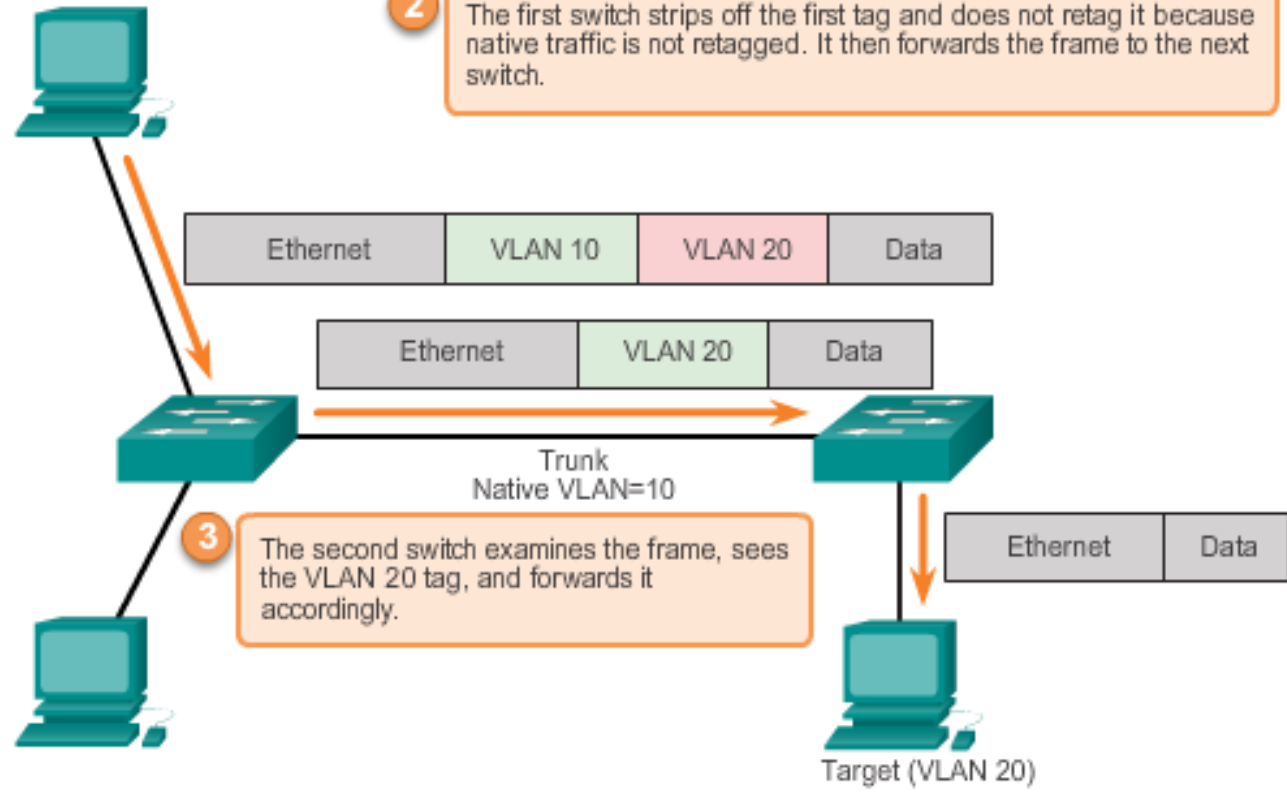 2
The first switch strips off the first tag and does not retag it because
native traffic is not retagged. It then forwards the frame to the next
switch.
Ethernet VLAN 10 VLAN 20 Data
Ethernet VLAN 20 Data
Trunk
Native VLAN=10
3
The second switch examines the frame, sees
the VLAN 20 tag, and forwards it
accordingly.
Ethernet Data
Target (VLAN 20)